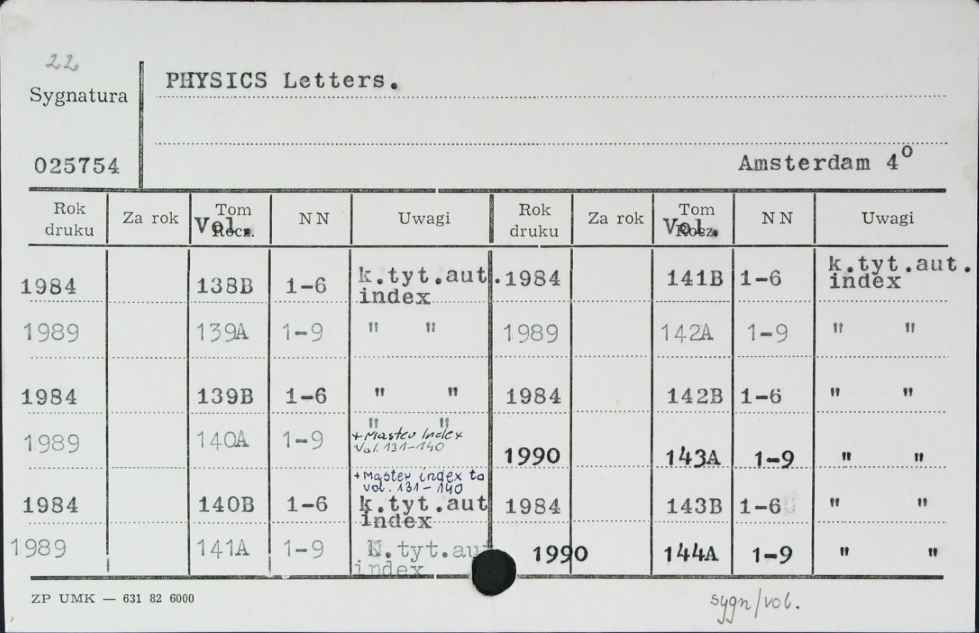 22
PHYSICS Letters.
Sygnatura
025754
Amsterdam 4°
Rok druku Za rok Tom Rocz. Vol. N N Uwagi Rok druku Za rok Tom Rocz. Vol. N N Uwagi
1984 138B 1-6 k.tyt.aut. index 1984 141B 1-6 k.tyt.aut. index
1989 139A 1-9 " " 1989 142A 1-9 " "
1984 139B 1-6 " " 1984 142B 1-6 " "
1989 140A 1-9 " " + Master Index Vol. 131-140 1990 143A 1-9 " "
1984 140B 1-6 + Master index to vol. 131-140 k.tyt.aut index 1984 143B 1-6 " "
1989 141A 1-9 K.tyt.au index 1990 144A 1-9 " "
ZP UMK — 631 82 6000
sygn/vol.